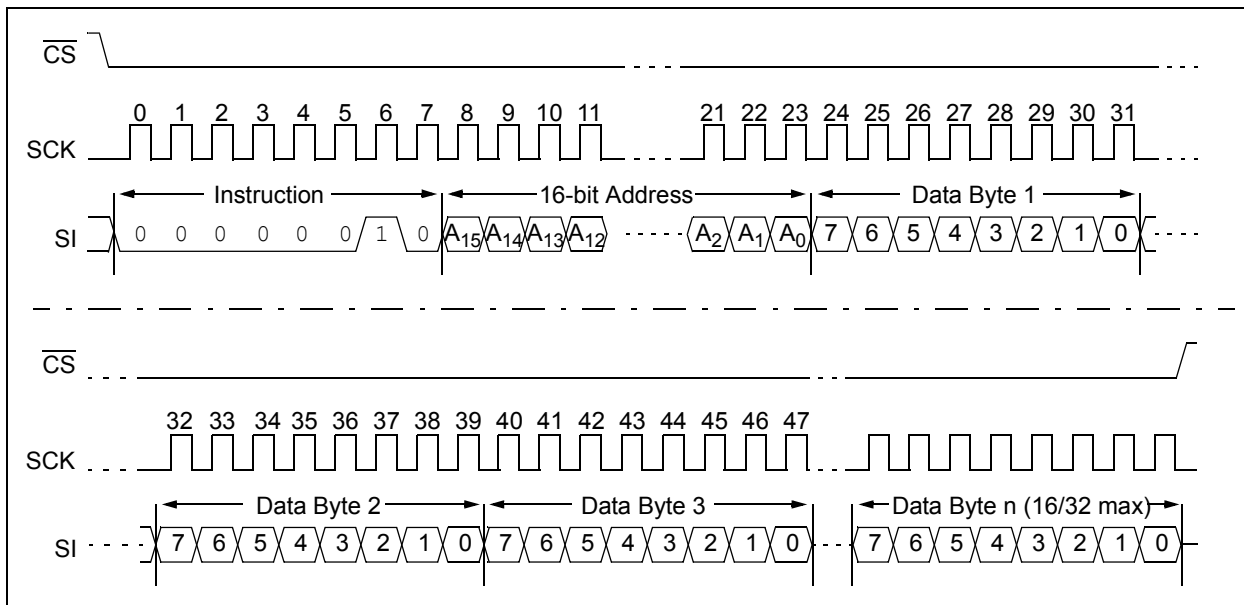 CS
0 1 2 3 4 5 6 7 8 9 10 11 21 22 23 24 25 26 27 28 29 30 31
SCK
Instruction 16-bit Address Data Byte 1
SI 0 0 0 0 0 0 1 0 A15 A14 A13 A12 A2 A1 A0 7 6 5 4 3 2 1 0
CS
32 33 34 35 36 37 38 39 40 41 42 43 44 45 46 47
SCK
Data Byte 2 Data Byte 3 Data Byte n (16/32 max)
SI 7 6 5 4 3 2 1 0 7 6 5 4 3 2 1 0 7 6 5 4 3 2 1 0